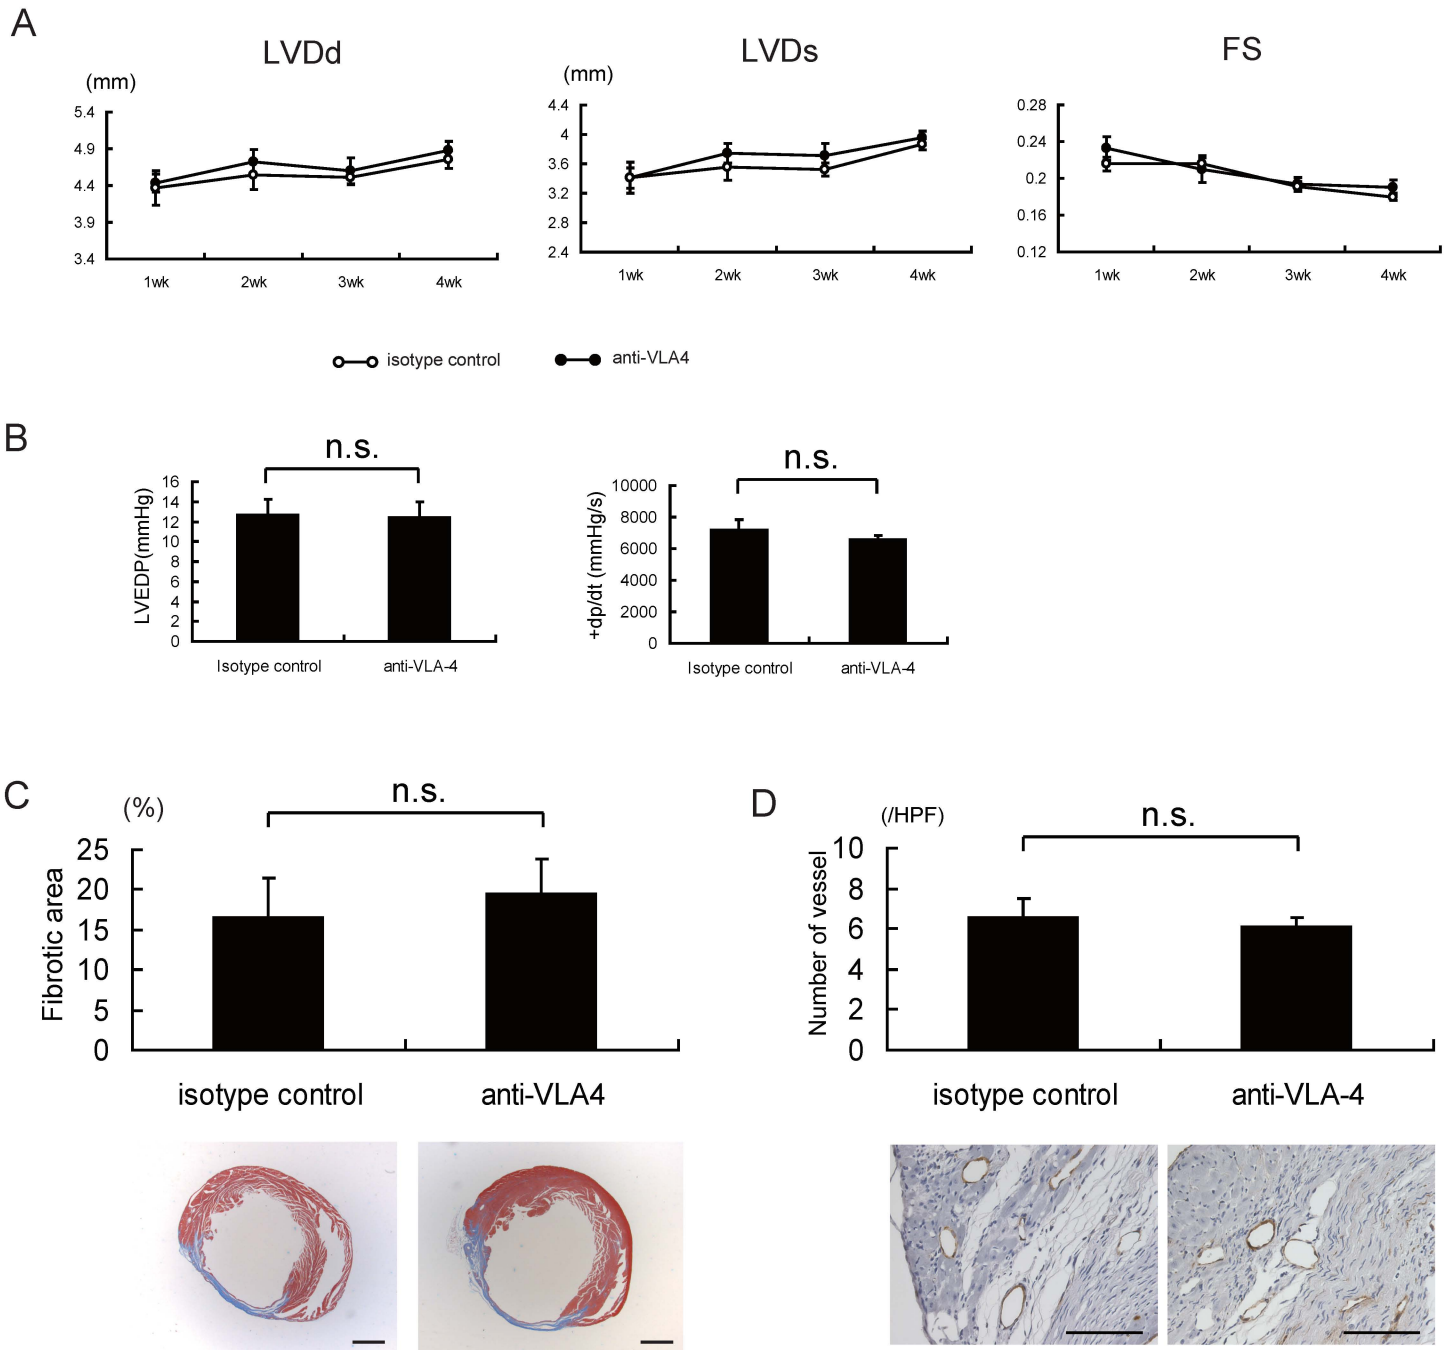 A
LVDd
LVDs
FS
(mm)
(mm)
5.4
4.9
4.4
3.9
3.4
1wk 2wk 3wk 4wk
4.4
4
3.6
3.2
2.8
2.4
1wk 2wk 3wk 4wk
0.28
0.24
0.2
0.16
0.12
1wk 2wk 3wk 4wk
isotype control
anti-VLA4
B
n.s.
LVEDP(mmHg)
16
14
12
10
8
6
4
2
0
Isotype control
anti-VLA-4
n.s.
+dp/dt (mmHg/s)
10000
8000
6000
4000
2000
0
Isotype control
anti-VLA-4
C
(%)
n.s.
Fibrotic area
25
20
15
10
5
0
isotype control
anti-VLA4
D
(/HPF)
n.s.
Number of vessel
10
8
6
4
2
0
isotype control
anti-VLA-4